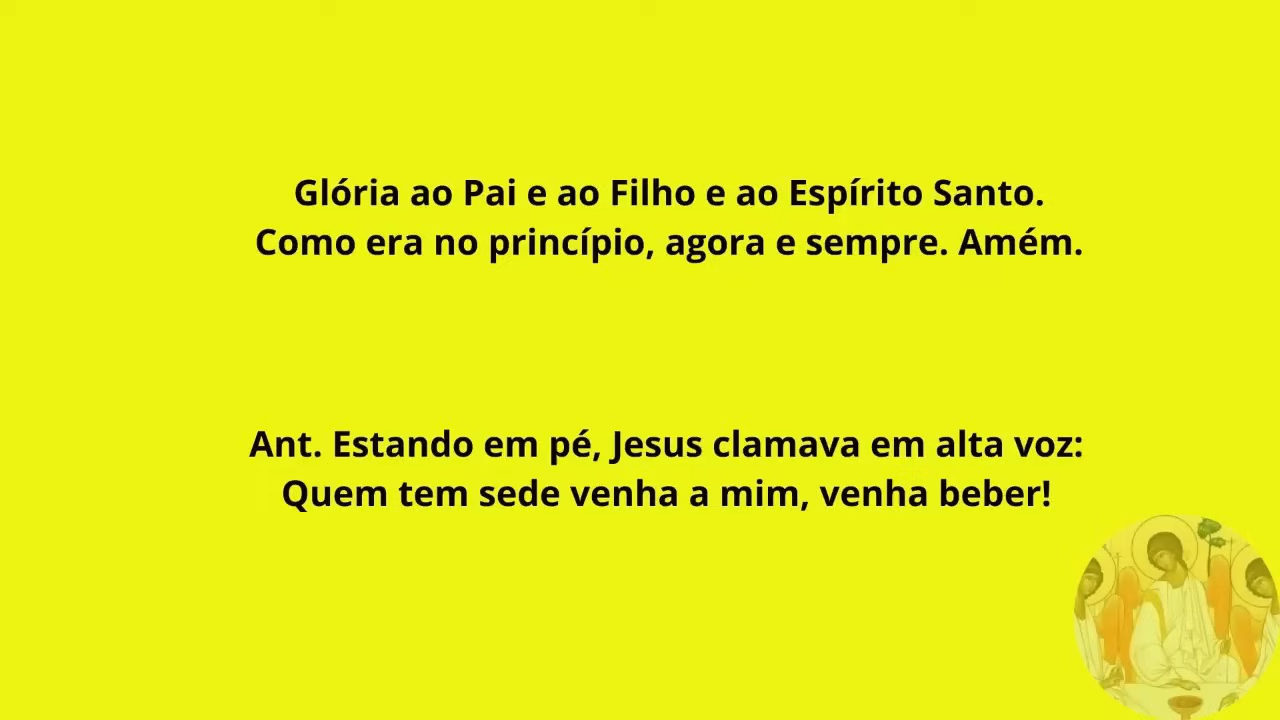 Glória ao Pai e ao Filho e ao Espírito Santo.
Como era no princípio, agora e sempre. Amém.
Ant. Estando em pé, Jesus clamava em alta voz:
Quem tem sede venha a mim, venha beber!